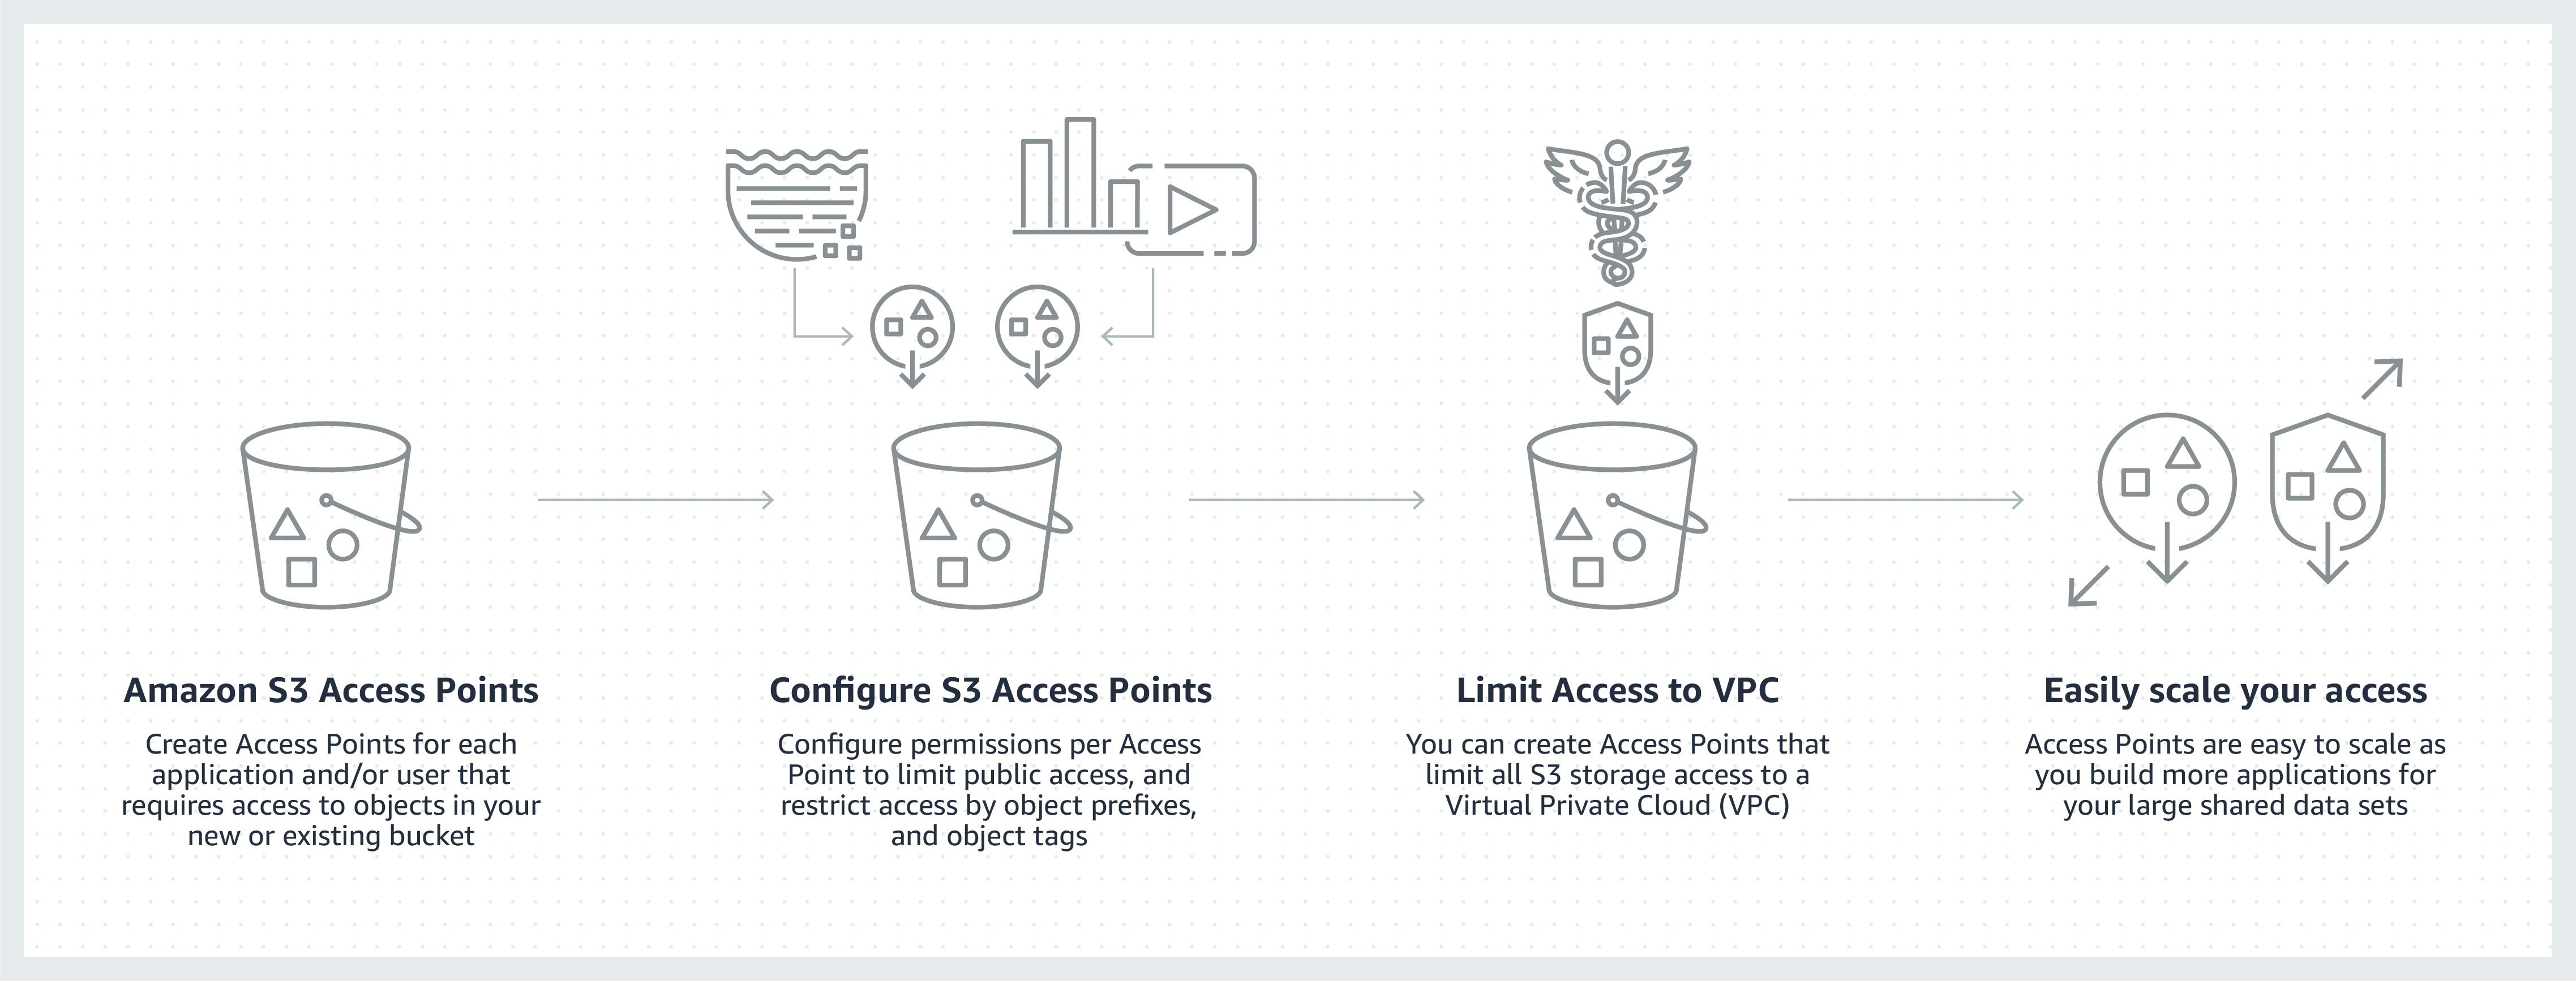 Amazon S3 Access Points
Create Access Points for each
application and/or user that
requires access to objects in your
new or existing bucket
Configure S3 Access Points
Configure permissions per Access
Point to limit public access, and
restrict access by object prefixes,
and object tags
Limit Access to VPC
You can create Access Points that
limit all S3 storage access to a
Virtual Private Cloud (VPC)
Easily scale your access
Access Points are easy to scale as
you build more applications for
your large shared data sets